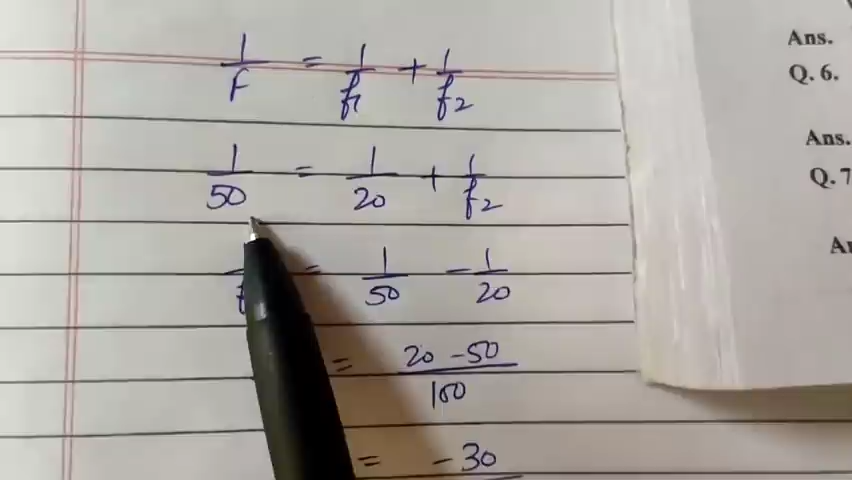 1/F = 1/f1 + 1/f2
1/50 = 1/20 + 1/f2
= 1/50 - 1/20
= (20 - 50)/100
= -30
Ans.
Q. 6.
Ans.
Q. 7